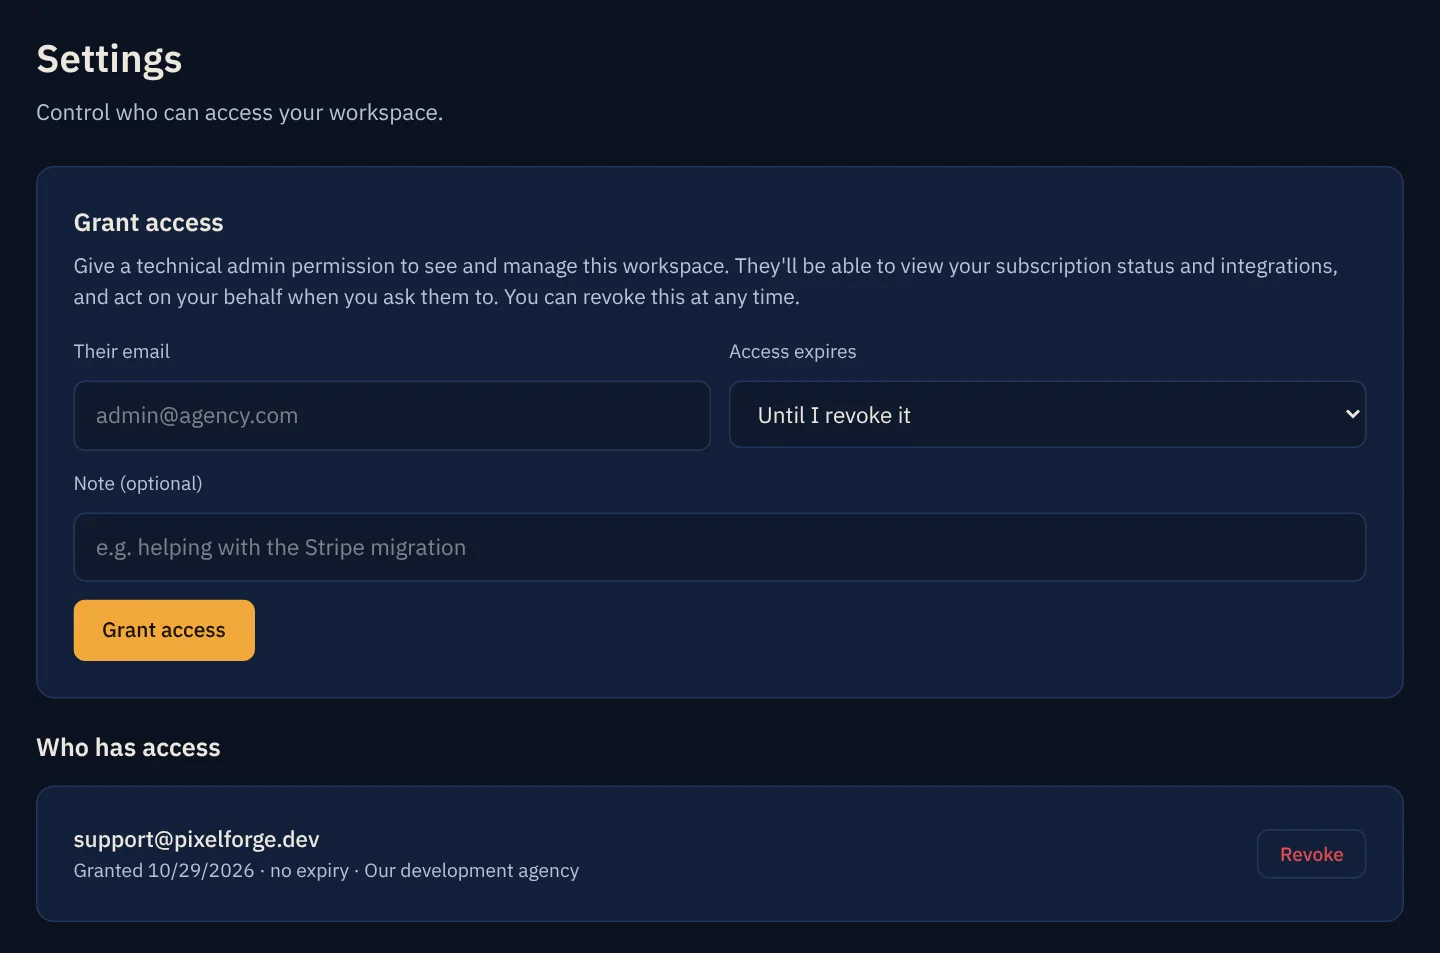 Settings
Control who can access your workspace.
Grant access
Give a technical admin permission to see and manage this workspace. They'll be able to view your subscription status and integrations,
and act on your behalf when you ask them to. You can revoke this at any time.
Their email
Access expires
admin@agency.com
Until I revoke it
Note (optional)
e.g. helping with the Stripe migration
Grant access
Who has access
support@pixelforge.dev
Granted 10/29/2026 · no expiry · Our development agency
Revoke